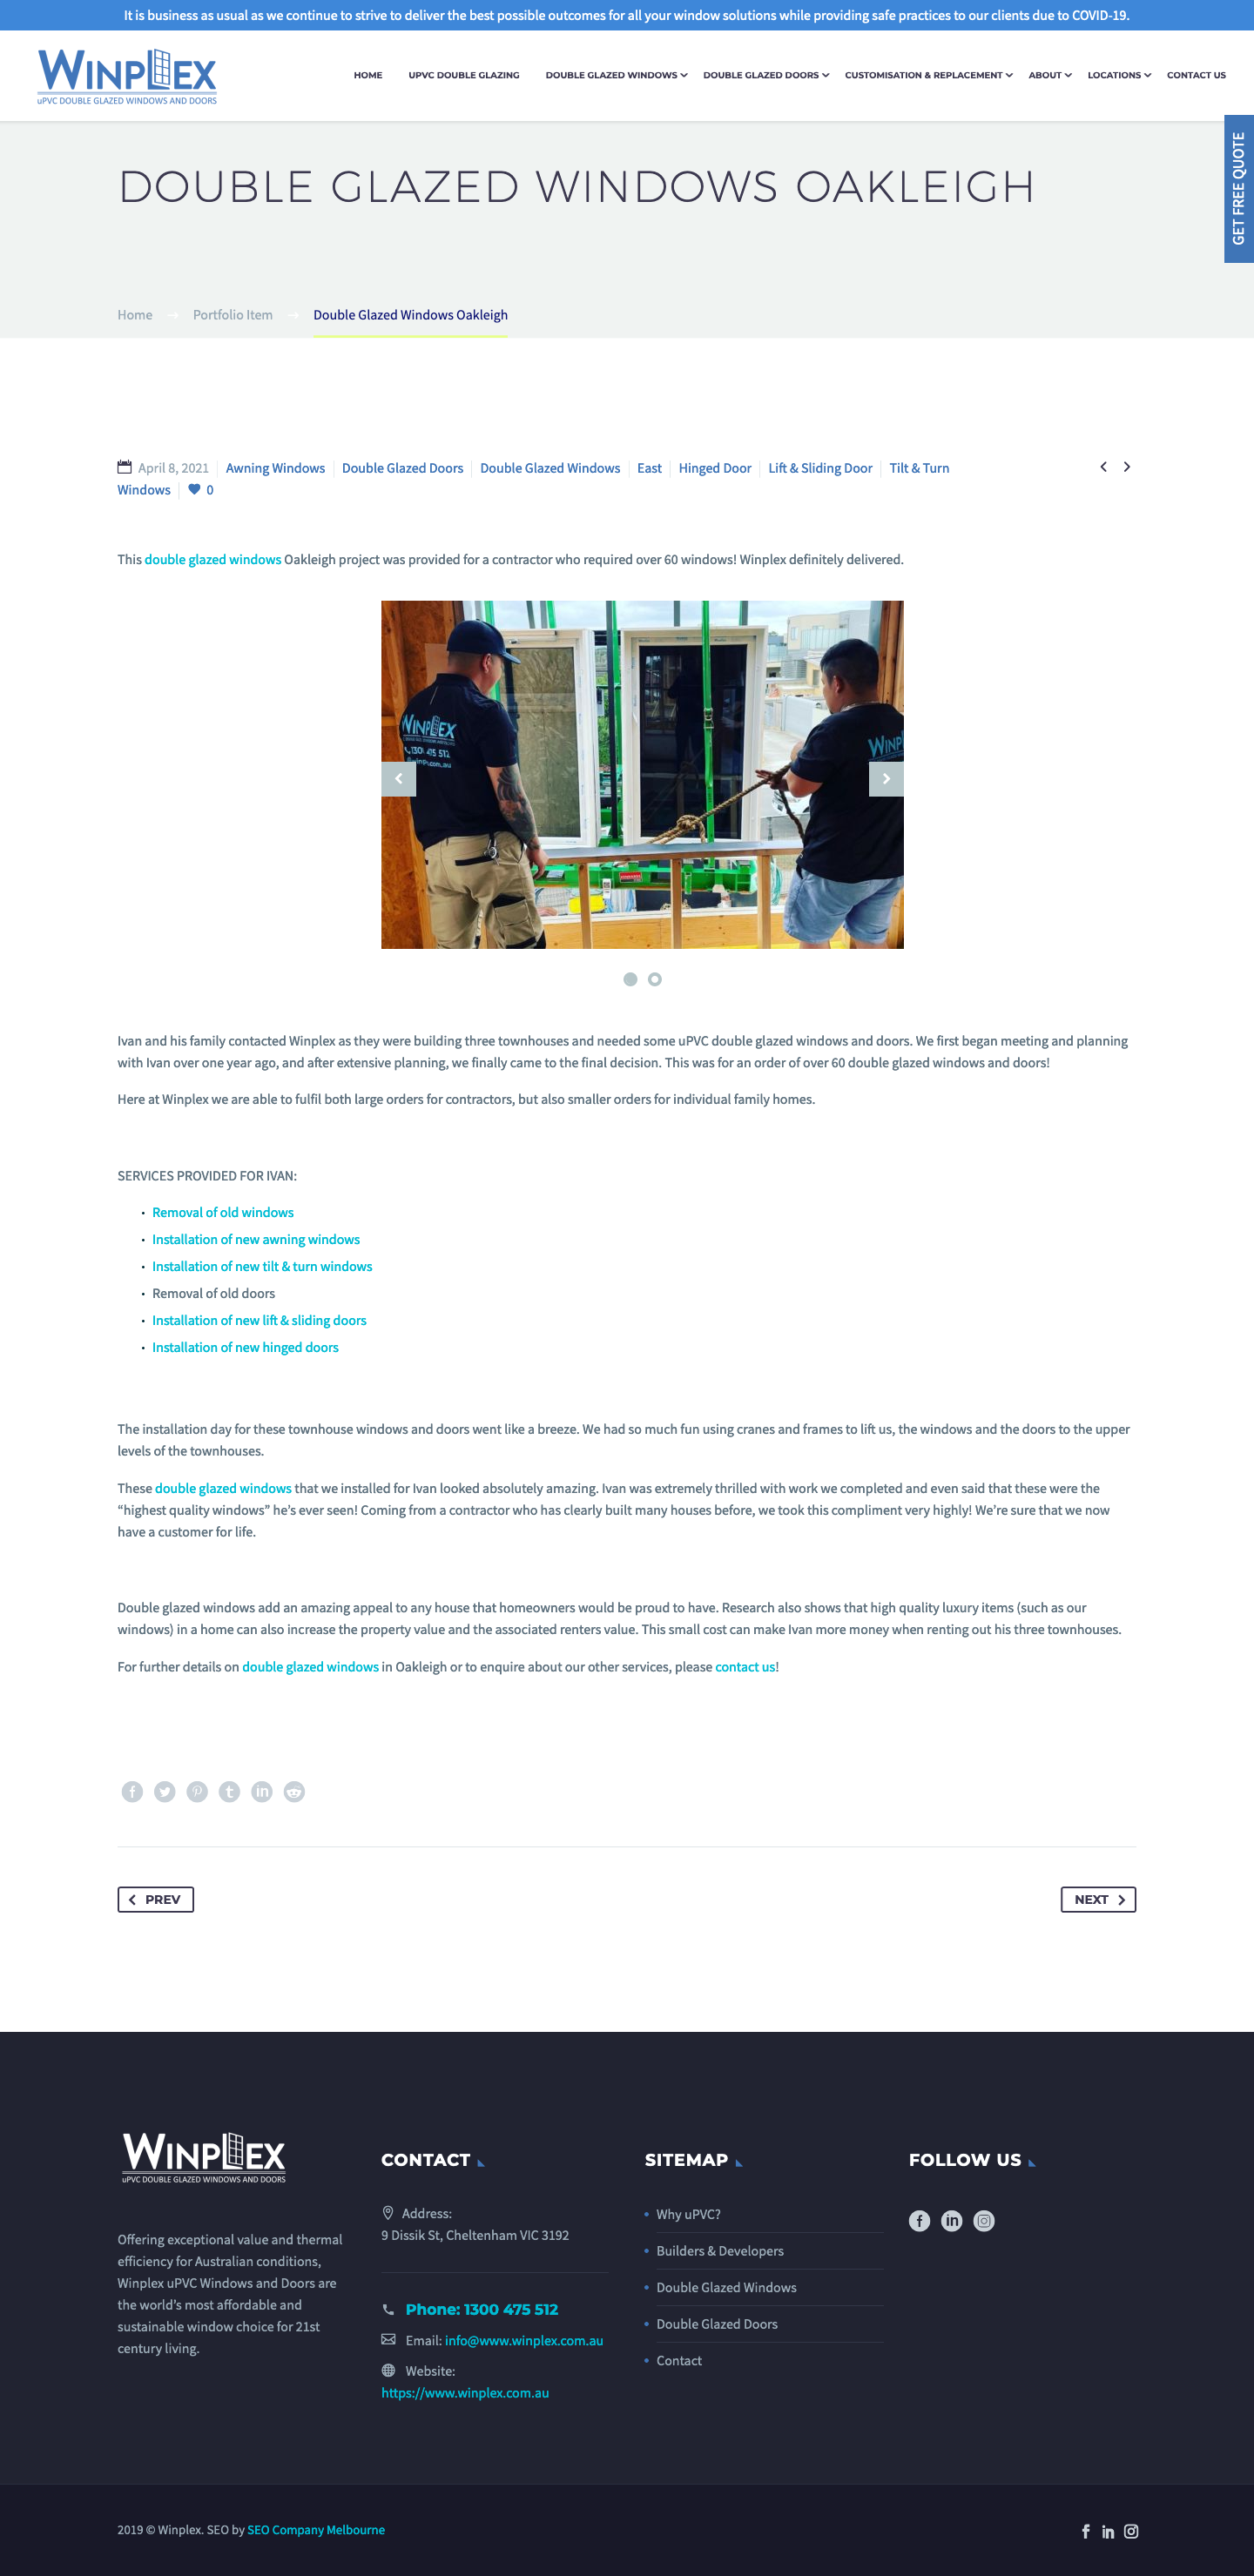 It is business as usual as we continue to strive to deliver the best possible outcomes for all your window solutions while providing safe practices to our clients due to COVID-19.
WINPLEX
uPVC DOUBLE GLAZED WINDOWS AND DOORS
HOME UPVC DOUBLE GLAZING DOUBLE GLAZED WINDOWS DOUBLE GLAZED DOORS CUSTOMISATION & REPLACEMENT ABOUT LOCATIONS CONTACT US
GET FREE QUOTE
DOUBLE GLAZED WINDOWS OAKLEIGH
Home Portfolio Item Double Glazed Windows Oakleigh
April 8, 2021 Awning Windows Double Glazed Doors Double Glazed Windows East Hinged Door Lift & Sliding Door Tilt & Turn
Windows 0
This double glazed windows Oakleigh project was provided for a contractor who required over 60 windows! Winplex definitely delivered.
WINPLEX
1300 475 512
Ivan and his family contacted Winplex as they were building three townhouses and needed some uPVC double glazed windows and doors. We first began meeting and planning
with Ivan over one year ago, and after extensive planning, we finally came to the final decision. This was for an order of over 60 double glazed windows and doors!
Here at Winplex we are able to fulfil both large orders for contractors, but also smaller orders for individual family homes.
SERVICES PROVIDED FOR IVAN:
Removal of old windows
Installation of new awning windows
Installation of new tilt & turn windows
Removal of old doors
Installation of new lift & sliding doors
Installation of new hinged doors
The installation day for these townhouse windows and doors went like a breeze. We had so much fun using cranes and frames to lift us, the windows and the doors to the upper
levels of the townhouses.
These double glazed windows that we installed for Ivan looked absolutely amazing. Ivan was extremely thrilled with work we completed and even said that these were the
“highest quality windows” he’s ever seen! Coming from a contractor who has clearly built many houses before, we took this compliment very highly! We’re sure that we now
have a customer for life.
Double glazed windows add an amazing appeal to any house that homeowners would be proud to have. Research also shows that high quality luxury items (such as our
windows) in a home can also increase the property value and the associated renters value. This small cost can make Ivan more money when renting out his three townhouses.
For further details on double glazed windows in Oakleigh or to enquire about our other services, please contact us!
PREV
NEXT
WINPLEX
uPVC DOUBLE GLAZED WINDOWS AND DOORS
Offering exceptional value and thermal
efficiency for Australian conditions,
Winplex uPVC Windows and Doors are
the world’s most affordable and
sustainable window choice for 21st
century living.
CONTACT
Address:
9 Dissik St, Cheltenham VIC 3192
Phone: 1300 475 512
Email: info@www.winplex.com.au
Website:
https://www.winplex.com.au
SITEMAP
Why uPVC?
Builders & Developers
Double Glazed Windows
Double Glazed Doors
Contact
FOLLOW US
2019 © Winplex. SEO by SEO Company Melbourne